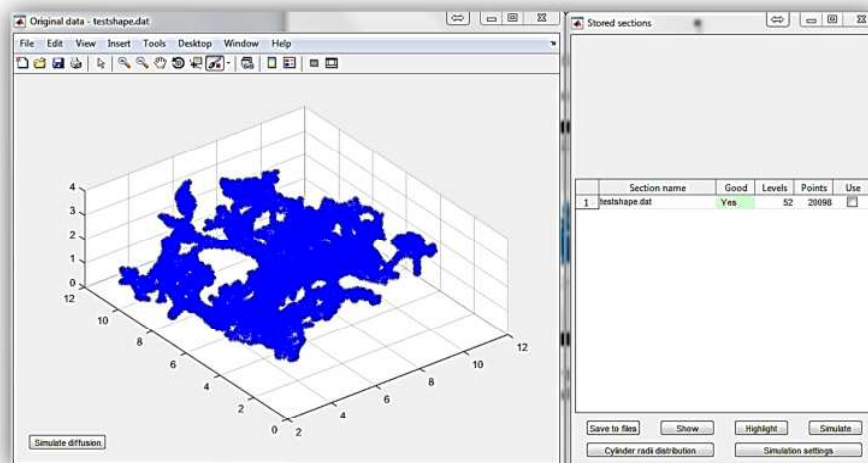 Original data - testshape.dat
File Edit View Insert Tools Desktop Window Help
4
3
2
1
0
12
10
8
6
4
2
0
2
4
6
8
10
12
Simulate diffusion
Stored sections
Section name Good Levels Points Use
1 testshape.dat Yes 52 20098
Save to files Show Highlight Simulate
Cylinder radii distribution Simulation settings